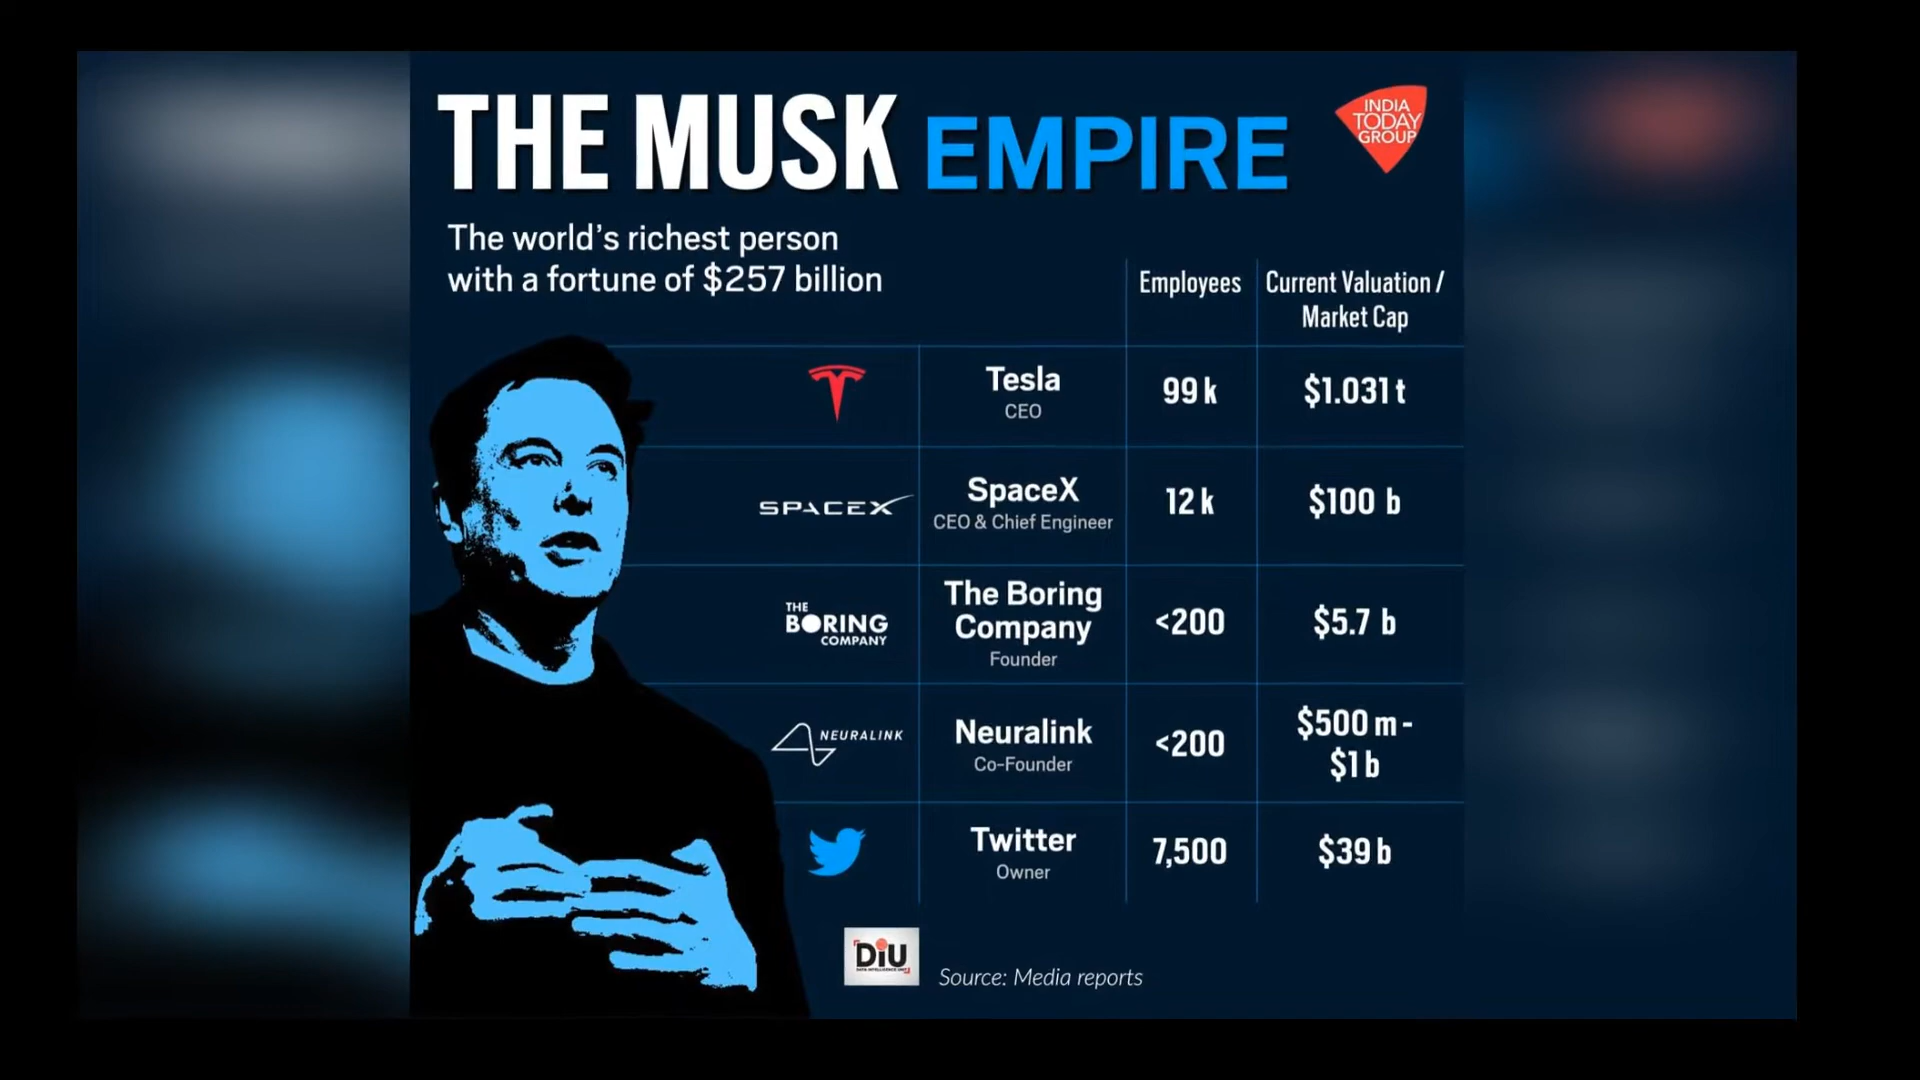 THE MUSK EMPIRE
INDIA
TODAY
GROUP
The world's richest person
with a fortune of $257 billion
Employees
Current Valuation /
Market Cap
Tesla
CEO
99 k
$1.031 t
SPACEX
SpaceX
CEO & Chief Engineer
12 k
$100 b
THE
BORING
COMPANY
The Boring
Company
Founder
<200
$5.7 b
NEURALINK
Neuralink
Co-Founder
<200
$500 m -
$1 b
Twitter
Owner
7,500
$39 b
DiU
DATA INTELLIGENCE UNIT
Source: Media reports